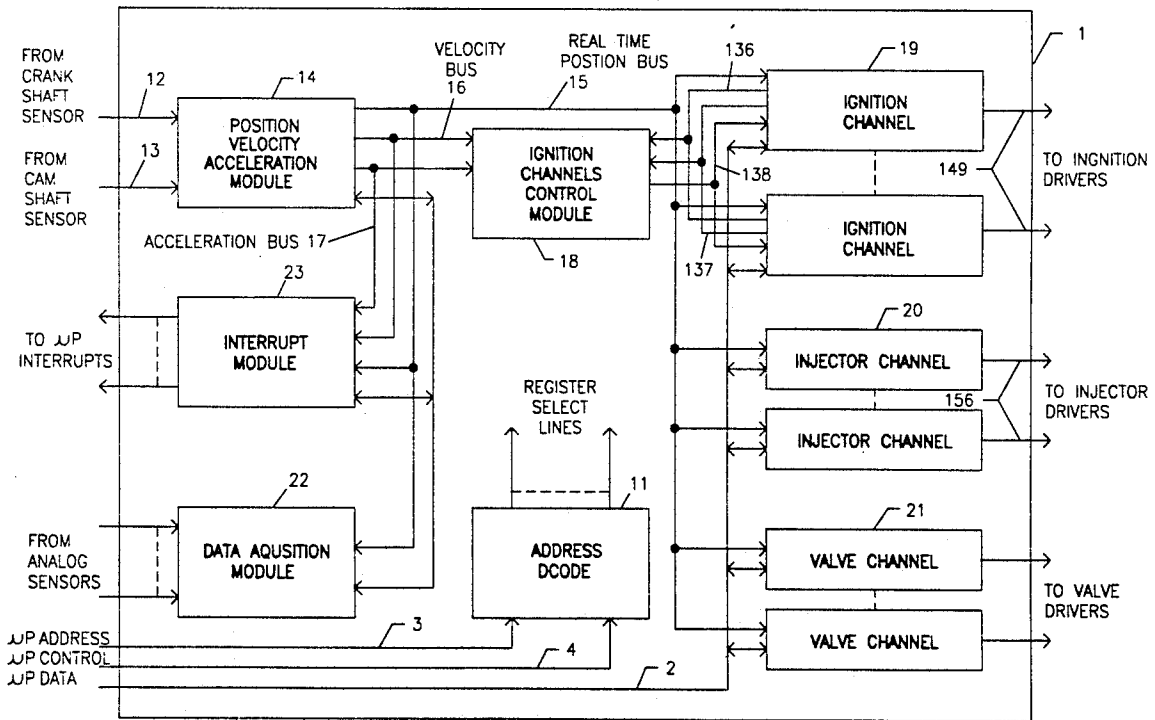 FROM
CRANK
SHAFT
SENSOR
12
14
VELOCITY
BUS
16
REAL TIME
POSTION BUS
15
136
19
1
POSITION
VELOCITY
ACCELERATION
MODULE
IGNITION
CHANNELS
CONTROL
MODULE
18
IGNITION
CHANNEL
FROM
CAM
SHAFT
SENSOR
13
138
149
TO INGNITION
DRIVERS
IGNITION
CHANNEL
137
ACCELERATION BUS 17
23
INTERRUPT
MODULE
TO µP
INTERRUPTS
20
INJECTOR CHANNEL
156
TO INJECTOR
DRIVERS
INJECTOR CHANNEL
REGISTER
SELECT
LINES
22
11
21
FROM
ANALOG
SENSORS
DATA AQUSITION
MODULE
ADDRESS
DCODE
VALVE CHANNEL
TO VALVE
DRIVERS
VALVE CHANNEL
µP ADDRESS
3
µP CONTROL
4
µP DATA
2